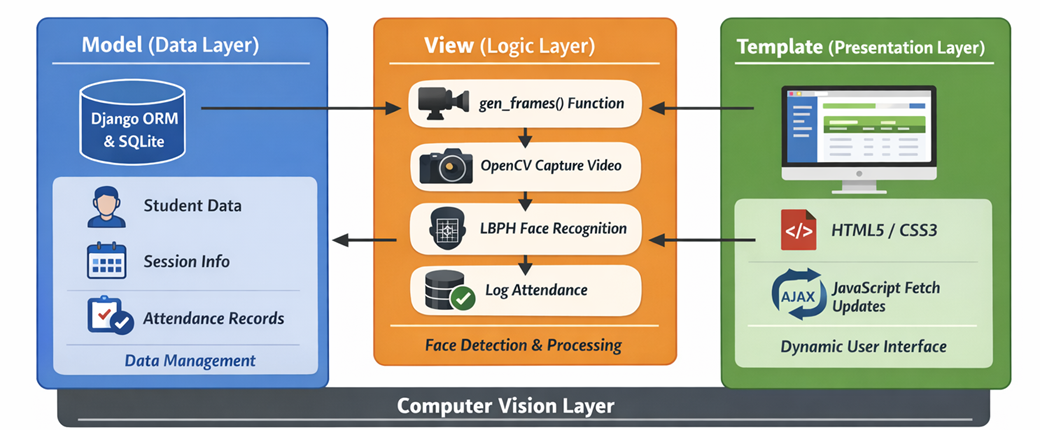 Model (Data Layer)
Django ORM
& SQLite
Student Data
Session Info
Attendance Records
Data Management
View (Logic Layer)
gen_frames() Function
OpenCV Capture Video
LBPH Face Recognition
Log Attendance
Face Detection & Processing
Template (Presentation Layer)
</>
HTML5 / CSS3
AJAX
JavaScript Fetch
Updates
Dynamic User Interface
Computer Vision Layer